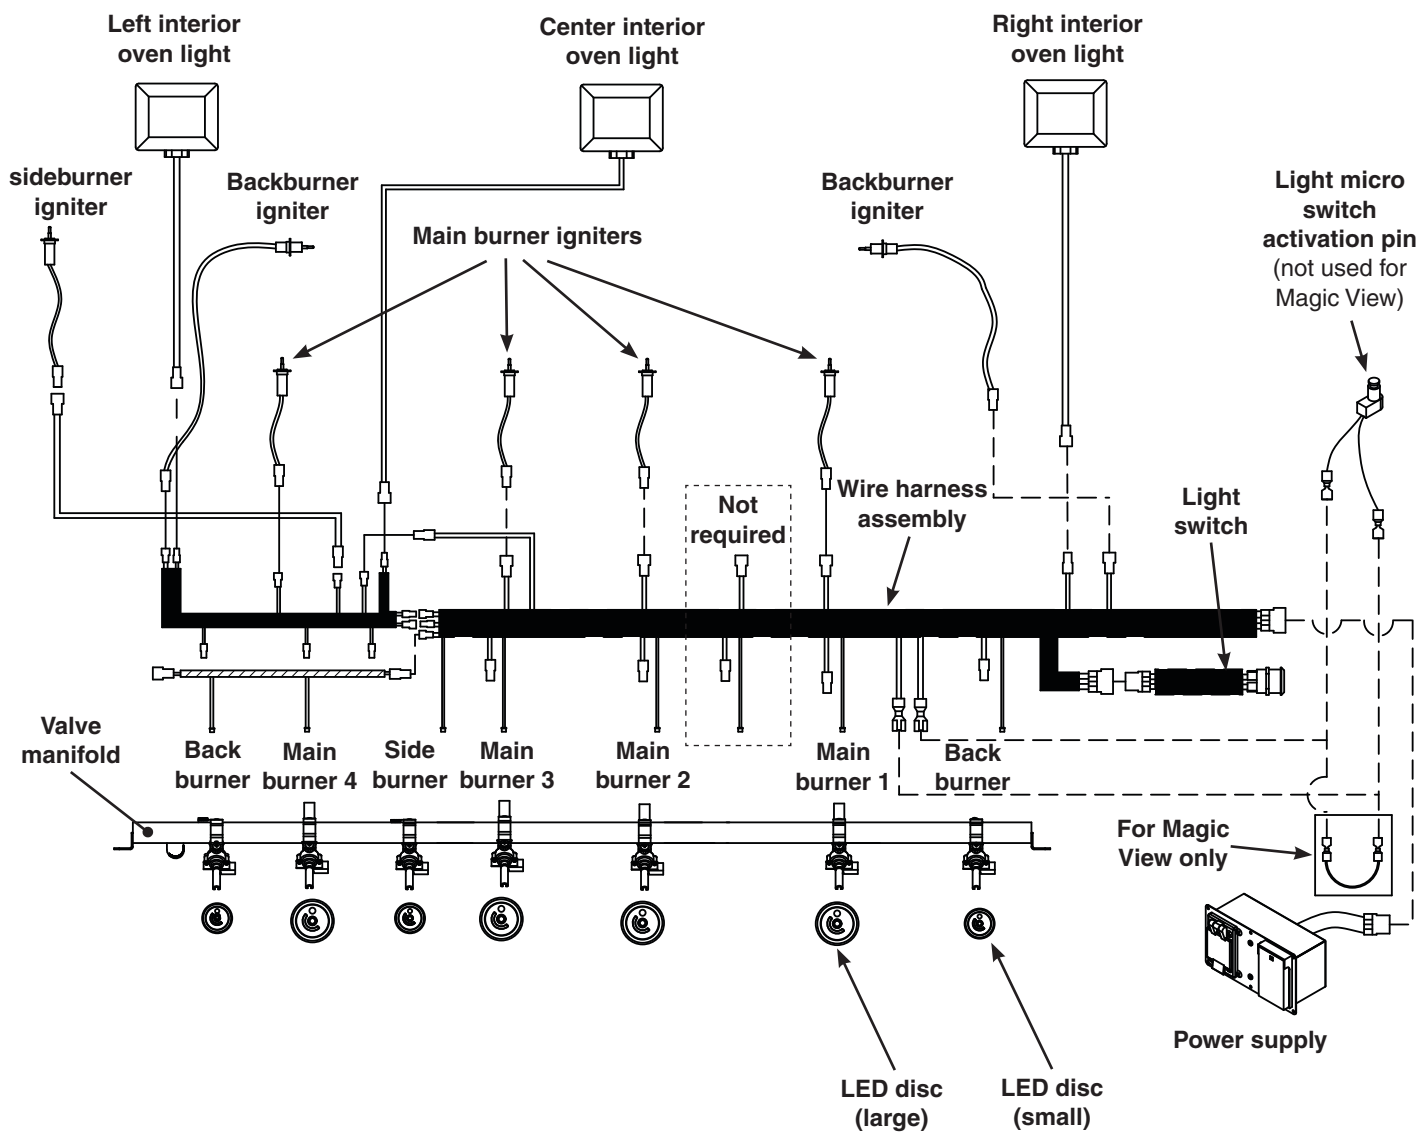 Left interior
oven light
Center interior
oven light
Right interior
oven light
sideburner
igniter
Backburner
igniter
Main burner igniters
Backburner
igniter
Light micro
switch
activation pin
(not used for
Magic View)
Not
required
Wire harness
assembly
Light
switch
Valve
manifold
Back
burner
Main
burner 4
Side
burner
Main
burner 3
Main
burner 2
Main
burner 1
Back
burner
For Magic
View only
Power supply
LED disc
(large)
LED disc
(small)